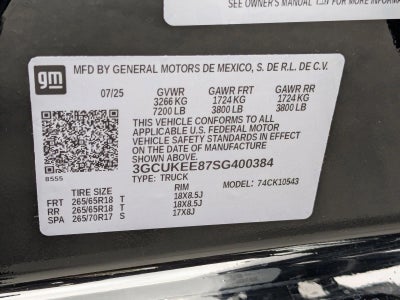 SEE OWNER'S MANUAL
gm
MFD BY GENERAL MOTORS DE MEXICO, S. DE R.L. DE C.V.
07/25 GVWR GAWR FRT GAWR RR
3266 KG 1724 KG 1724 KG
7200 LB 3800 LB 3800 LB
THIS VEHICLE CONFORMS TO ALL
APPLICABLE U.S. FEDERAL MOTOR
VEHICLE SAFETY STANDARDS IN
EFFECT ON THE DATE OF
MANUFACTURE SHOWN ABOVE.
3GCUKEE87SG400384
B555 TYPE: TRUCK
RIM MODEL: 74CK10543
FRT 265/65R18 T 18X8.5J
RR 265/65R18 T 18X8.5J
SPA 265/70R17 S 17X8J